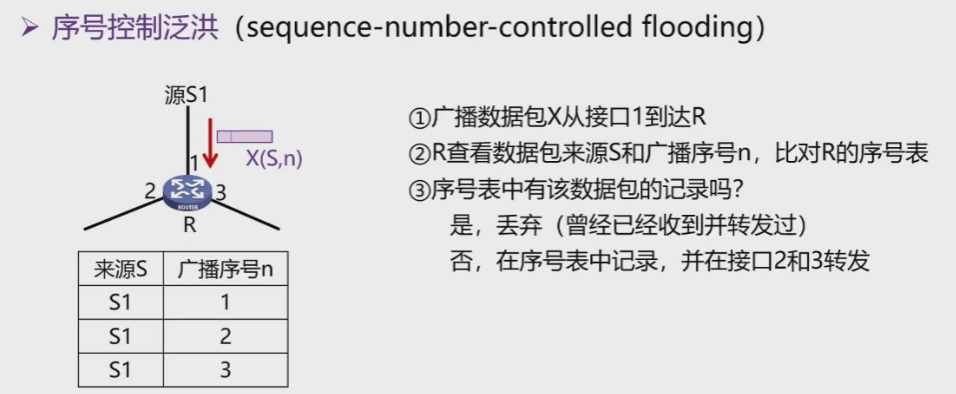 ➢ 序号控制泛洪（sequence-number-controlled flooding）
源S1
X(S,n)
1
2
3
ROUTER
R
来源S 广播序号n
S1 1
S1 2
S1 3
①广播数据包X从接口1到达R
②R查看数据包来源S和广播序号n，比对R的序号表
③序号表中有该数据包的记录吗？
是，丢弃（曾经已经收到并转发过）
否，在序号表中记录，并在接口2和3转发